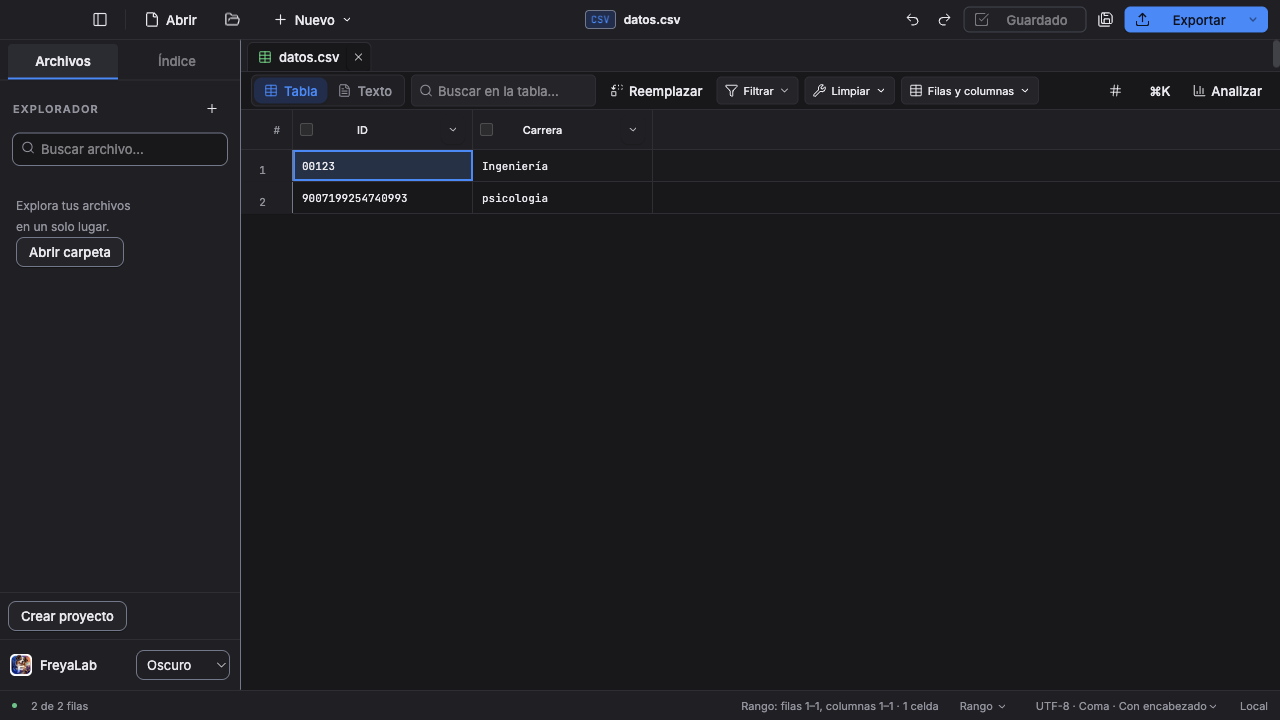 Abrir
Nuevo
CSV datos.csv
Guardado
Exportar
Archivos
Índice
datos.csv
Tabla
Texto
Buscar en la tabla...
Reemplazar
Filtrar
Limpiar
Filas y columnas
#
⌘K
Analizar
EXPLORADOR
Buscar archivo...
Explora tus archivos
en un solo lugar.
Abrir carpeta
# ID Carrera
1 00123 Ingeniería
2 9007199254740993 psicologia
Crear proyecto
FreyaLab
Oscuro
2 de 2 filas
Rango: filas 1–1, columnas 1–1 · 1 celda
Rango
UTF-8 · Coma · Con encabezado
Local